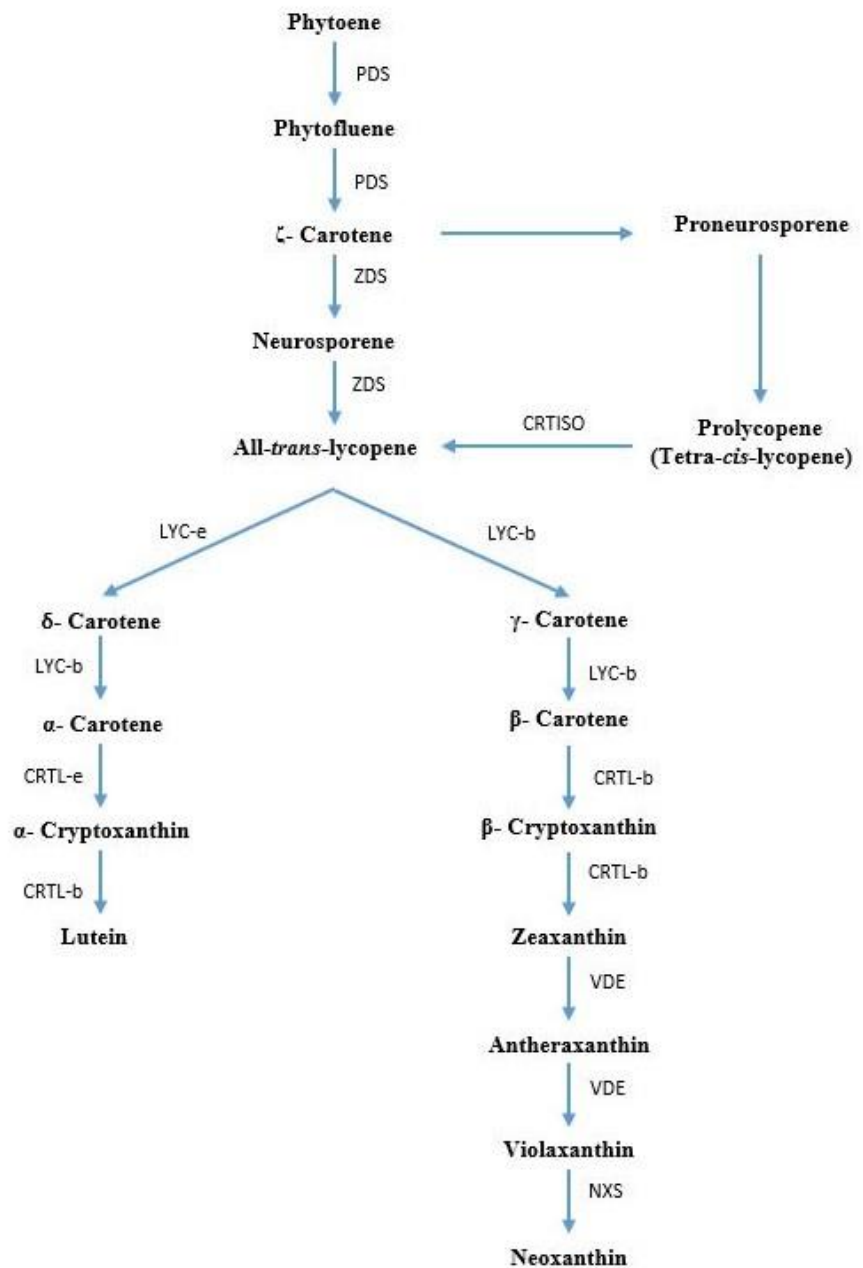 Phytoene
PDS
Phytofluene
PDS
ζ- Carotene
Proneurosporene
ZDS
Neurosporene
ZDS
CRTISO
All-trans-lycopene
Prolycopene
(Tetra-cis-lycopene)
LYC-e
LYC-b
δ- Carotene
γ- Carotene
LYC-b
LYC-b
α- Carotene
β- Carotene
CRTL-e
CRTL-b
α- Cryptoxanthin
β- Cryptoxanthin
CRTL-b
CRTL-b
Lutein
Zeaxanthin
VDE
Antheraxanthin
VDE
Violaxanthin
NXS
Neoxanthin